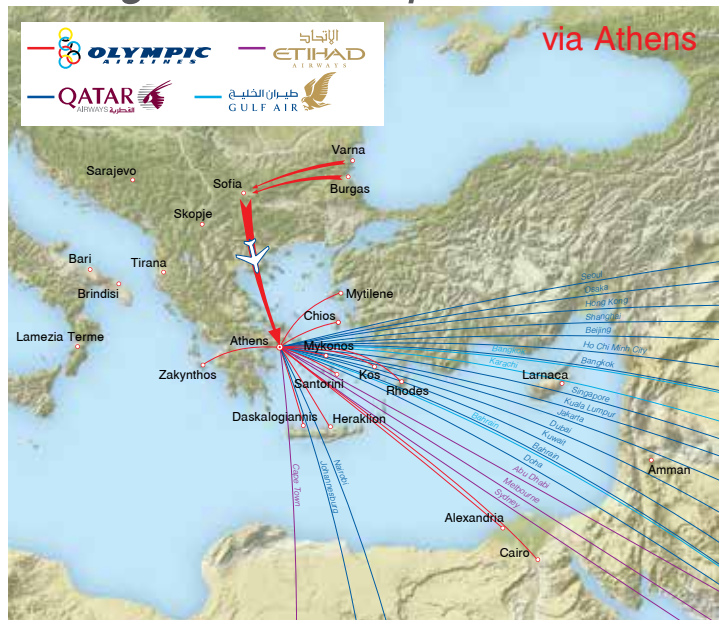 via Athens
OLYMPIC
AIRLINES
الإتحاد
ETIHAD
AIRWAYS
QATAR
AIRWAYS القطرية
طيران الخليج
GULF AIR
Varna
Sarajevo
Sofia
Burgas
Skopje
Bari
Tirana
Brindisi
Mytilene
Chios
Lamezia Terme
Athens
Mykonos
Zakynthos
Santorini
Kos
Rhodes
Larnaca
Daskalogiannis
Heraklion
Amman
Alexandria
Cairo
Seoul
Osaka
Hong Kong
Shanghai
Beijing
Ho Chi Minh City
Bangkok
Karachi
Singapore
Kuala Lumpur
Jakarta
Dubai
Kuwait
Bahrain
Bahrain
Doha
Abu Dhabi
Melbourne
Sydney
Nairobi
Johannesburg
Cape Town